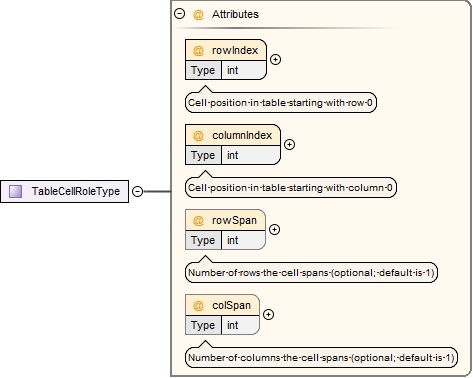 @ Attributes
@ rowIndex
Type int
Cell position in table starting with row 0
@ columnIndex
Type int
Cell position in table starting with column 0
TableCellRoleType
@ rowSpan
Type int
Number of rows the cell spans (optional; default is 1)
@ colSpan
Type int
Number of columns the cell spans (optional; default is 1)